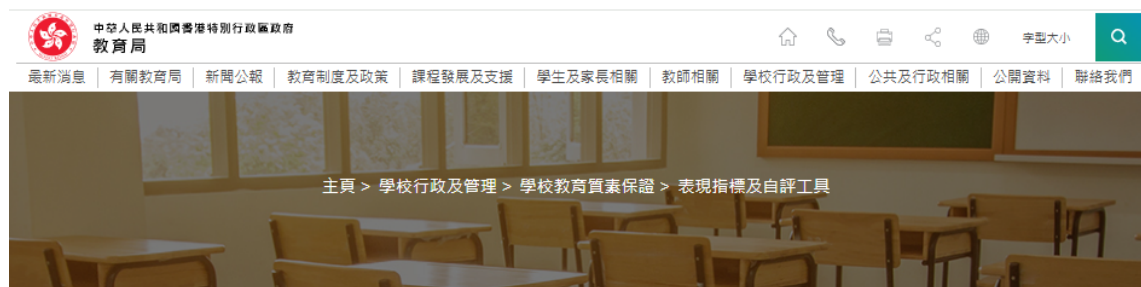 中華人民共和國香港特別行政區政府
教育局
字型大小
最新消息 | 有關教育局 | 新聞公報 | 教育制度及政策 | 課程發展及支援 | 學生及家長相關 | 教師相關 | 學校行政及管理 | 公共及行政相關 | 公開資料 | 聯絡我們
主頁 > 學校行政及管理 > 學校教育質素保證 > 表現指標及自評工具